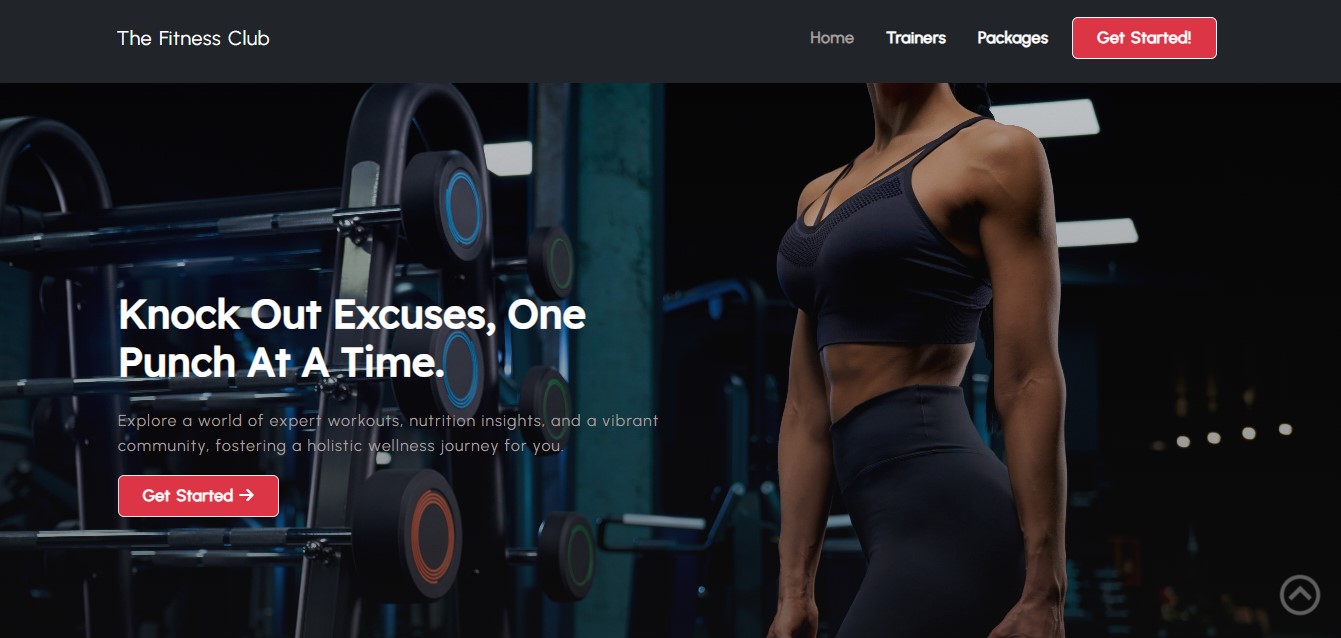 The Fitness Club
Home
Trainers
Packages
Get Started!
Knock Out Excuses, One
Punch At A Time.
Explore a world of expert workouts, nutrition insights, and a vibrant
community, fostering a holistic wellness journey for you.
Get Started →